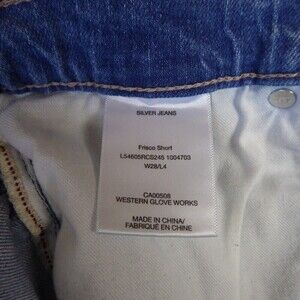 SILVER JEANS
Frisco Short
L54605RCS245 1004703
W28/L4
CA00508
WESTERN GLOVE WORKS
MADE IN CHINA/
FABRIQUÉ EN CHINE